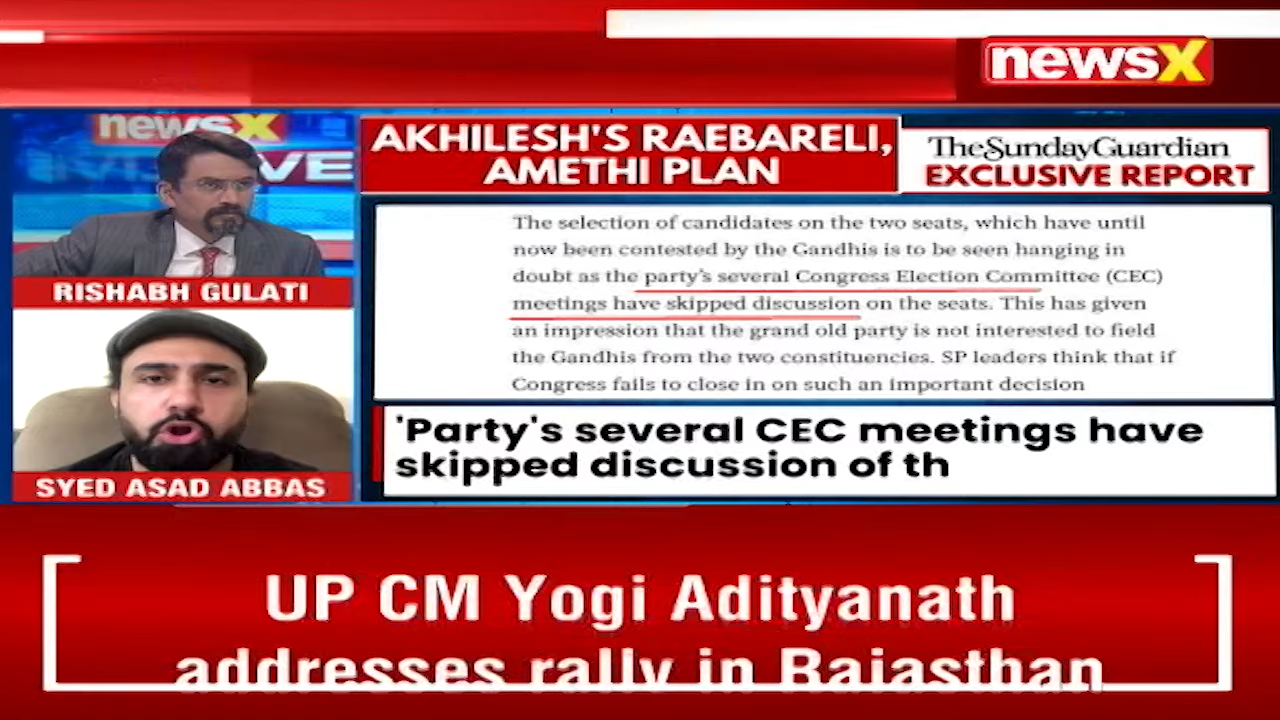 newsX
newsX
AKHILESH'S RAEBARELI,
AMETHI PLAN
TheSundayGuardian
EXCLUSIVE REPORT
The selection of candidates on the two seats, which have until
now been contested by the Gandhis is to be seen hanging in
doubt as the party's several Congress Election Committee (CEC)
meetings have skipped discussion on the seats. This has given
an impression that the grand old party is not interested to field
the Gandhis from the two constituencies. SP leaders think that if
Congress fails to close in on such an important decision
RISHABH GULATI
SYED ASAD ABBAS
'Party's several CEC meetings have
skipped discussion of th
UP CM Yogi Adityanath
addresses rally in Rajasthan